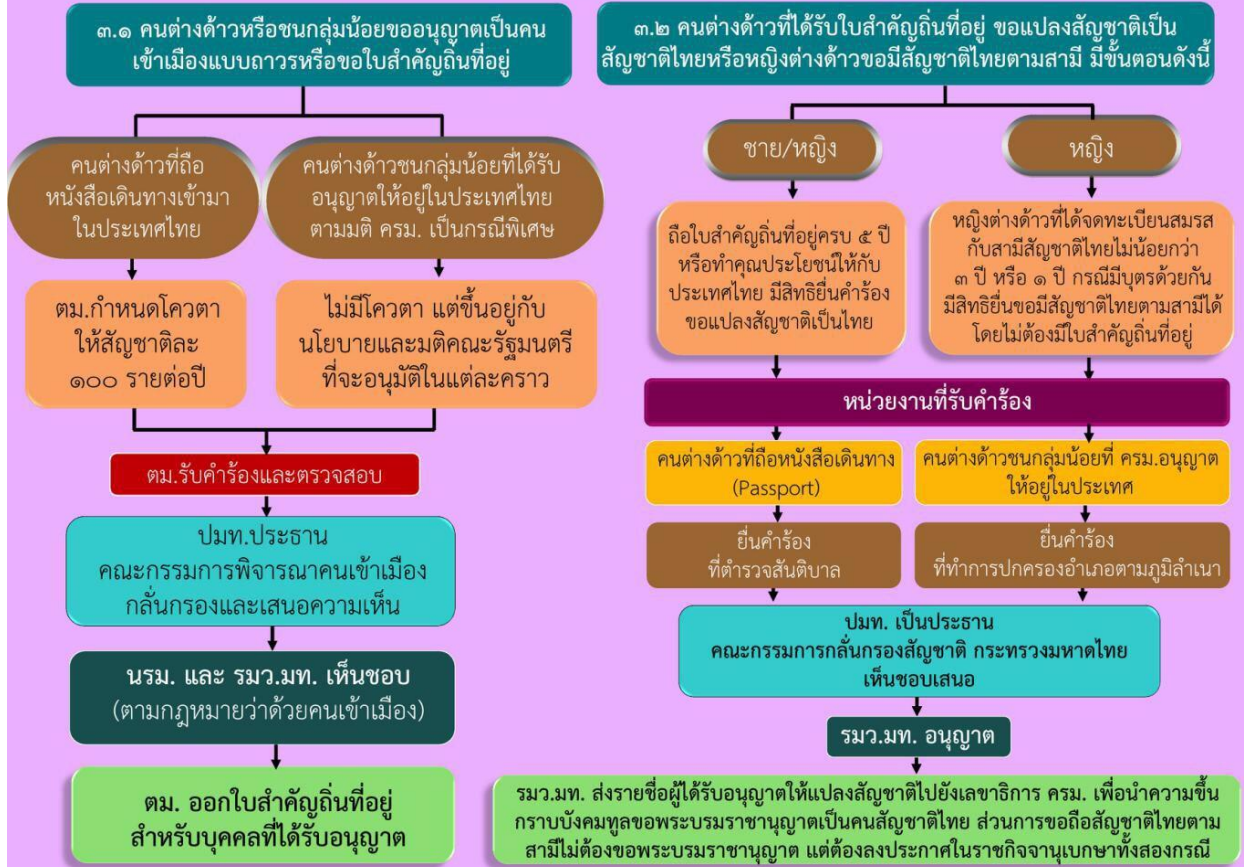 ๓.๑ คนต่างด้าวหรือชนกลุ่มน้อยขออนุญาตเป็นคน
เข้าเมืองแบบถาวรหรือขอใบสำคัญถิ่นที่อยู่
คนต่างด้าวที่ถือ
หนังสือเดินทางเข้ามา
ในประเทศไทย
คนต่างด้าวชนกลุ่มน้อยที่ได้รับ
อนุญาตให้อยู่ในประเทศไทย
ตามมติ ครม. เป็นกรณีพิเศษ
ตม.กำหนดโควตา
ให้สัญชาติละ
๑๐๐ รายต่อปี
ไม่มีโควตา แต่ขึ้นอยู่กับ
นโยบายและมติคณะรัฐมนตรี
ที่จะอนุมัติในแต่ละคราว
ตม.รับคำร้องและตรวจสอบ
ปมท.ประธาน
คณะกรรมการพิจารณาคนเข้าเมือง
กลั่นกรองและเสนอความเห็น
นรม. และ รมว.มท. เห็นชอบ
(ตามกฎหมายว่าด้วยคนเข้าเมือง)
ตม. ออกใบสำคัญถิ่นที่อยู่
สำหรับบุคคลที่ได้รับอนุญาต
๓.๒ คนต่างด้าวที่ได้รับใบสำคัญถิ่นที่อยู่ ขอแปลงสัญชาติเป็น
สัญชาติไทยหรือหญิงต่างด้าวขอมีสัญชาติไทยตามสามี มีขั้นตอนดังนี้
ชาย/หญิง
หญิง
ถือใบสำคัญถิ่นที่อยู่ครบ ๕ ปี
หรือทำคุณประโยชน์ให้กับ
ประเทศไทย มีสิทธิยื่นคำร้อง
ขอแปลงสัญชาติเป็นไทย
หญิงต่างด้าวที่ได้จดทะเบียนสมรส
กับสามีสัญชาติไทยไม่น้อยกว่า
๓ ปี หรือ ๑ ปี กรณีมีบุตรด้วยกัน
มีสิทธิยื่นขอมีสัญชาติไทยตามสามีได้
โดยไม่ต้องมีใบสำคัญถิ่นที่อยู่
หน่วยงานที่รับคำร้อง
คนต่างด้าวที่ถือหนังสือเดินทาง
(Passport)
คนต่างด้าวชนกลุ่มน้อยที่ ครม.อนุญาต
ให้อยู่ในประเทศ
ยื่นคำร้อง
ที่ตำรวจสันติบาล
ยื่นคำร้อง
ที่ทำการปกครองอำเภอตามภูมิลำเนา
ปมท. เป็นประธาน
คณะกรรมการกลั่นกรองสัญชาติ กระทรวงมหาดไทย
เห็นชอบเสนอ
รมว.มท. อนุญาต
รมว.มท. ส่งรายชื่อผู้ได้รับอนุญาตให้แปลงสัญชาติไปยังเลขาธิการ ครม. เพื่อนำความขึ้น
กราบบังคมทูลขอพระบรมราชานุญาตเป็นคนสัญชาติไทย ส่วนการขอถือสัญชาติไทยตาม
สามีไม่ต้องขอพระบรมราชานุญาต แต่ต้องลงประกาศในราชกิจจานุเบกษาทั้งสองกรณี